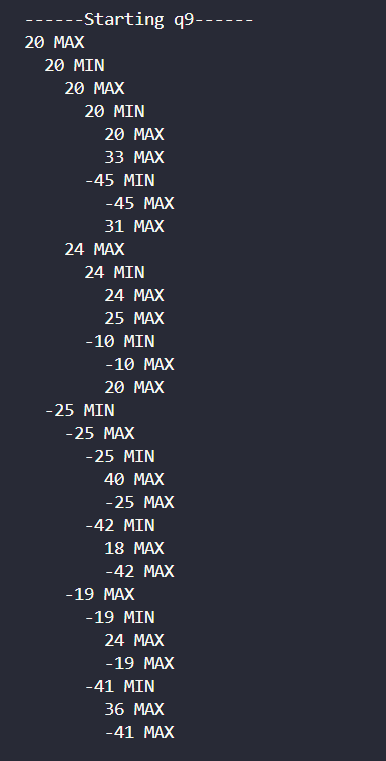 ------Starting q9------
20 MAX
20 MIN
20 MAX
20 MIN
20 MAX
33 MAX
-45 MIN
-45 MAX
31 MAX
24 MAX
24 MIN
24 MAX
25 MAX
-10 MIN
-10 MAX
20 MAX
-25 MIN
-25 MAX
-25 MIN
40 MAX
-25 MAX
-42 MIN
18 MAX
-42 MAX
-19 MAX
-19 MIN
24 MAX
-19 MAX
-41 MIN
36 MAX
-41 MAX